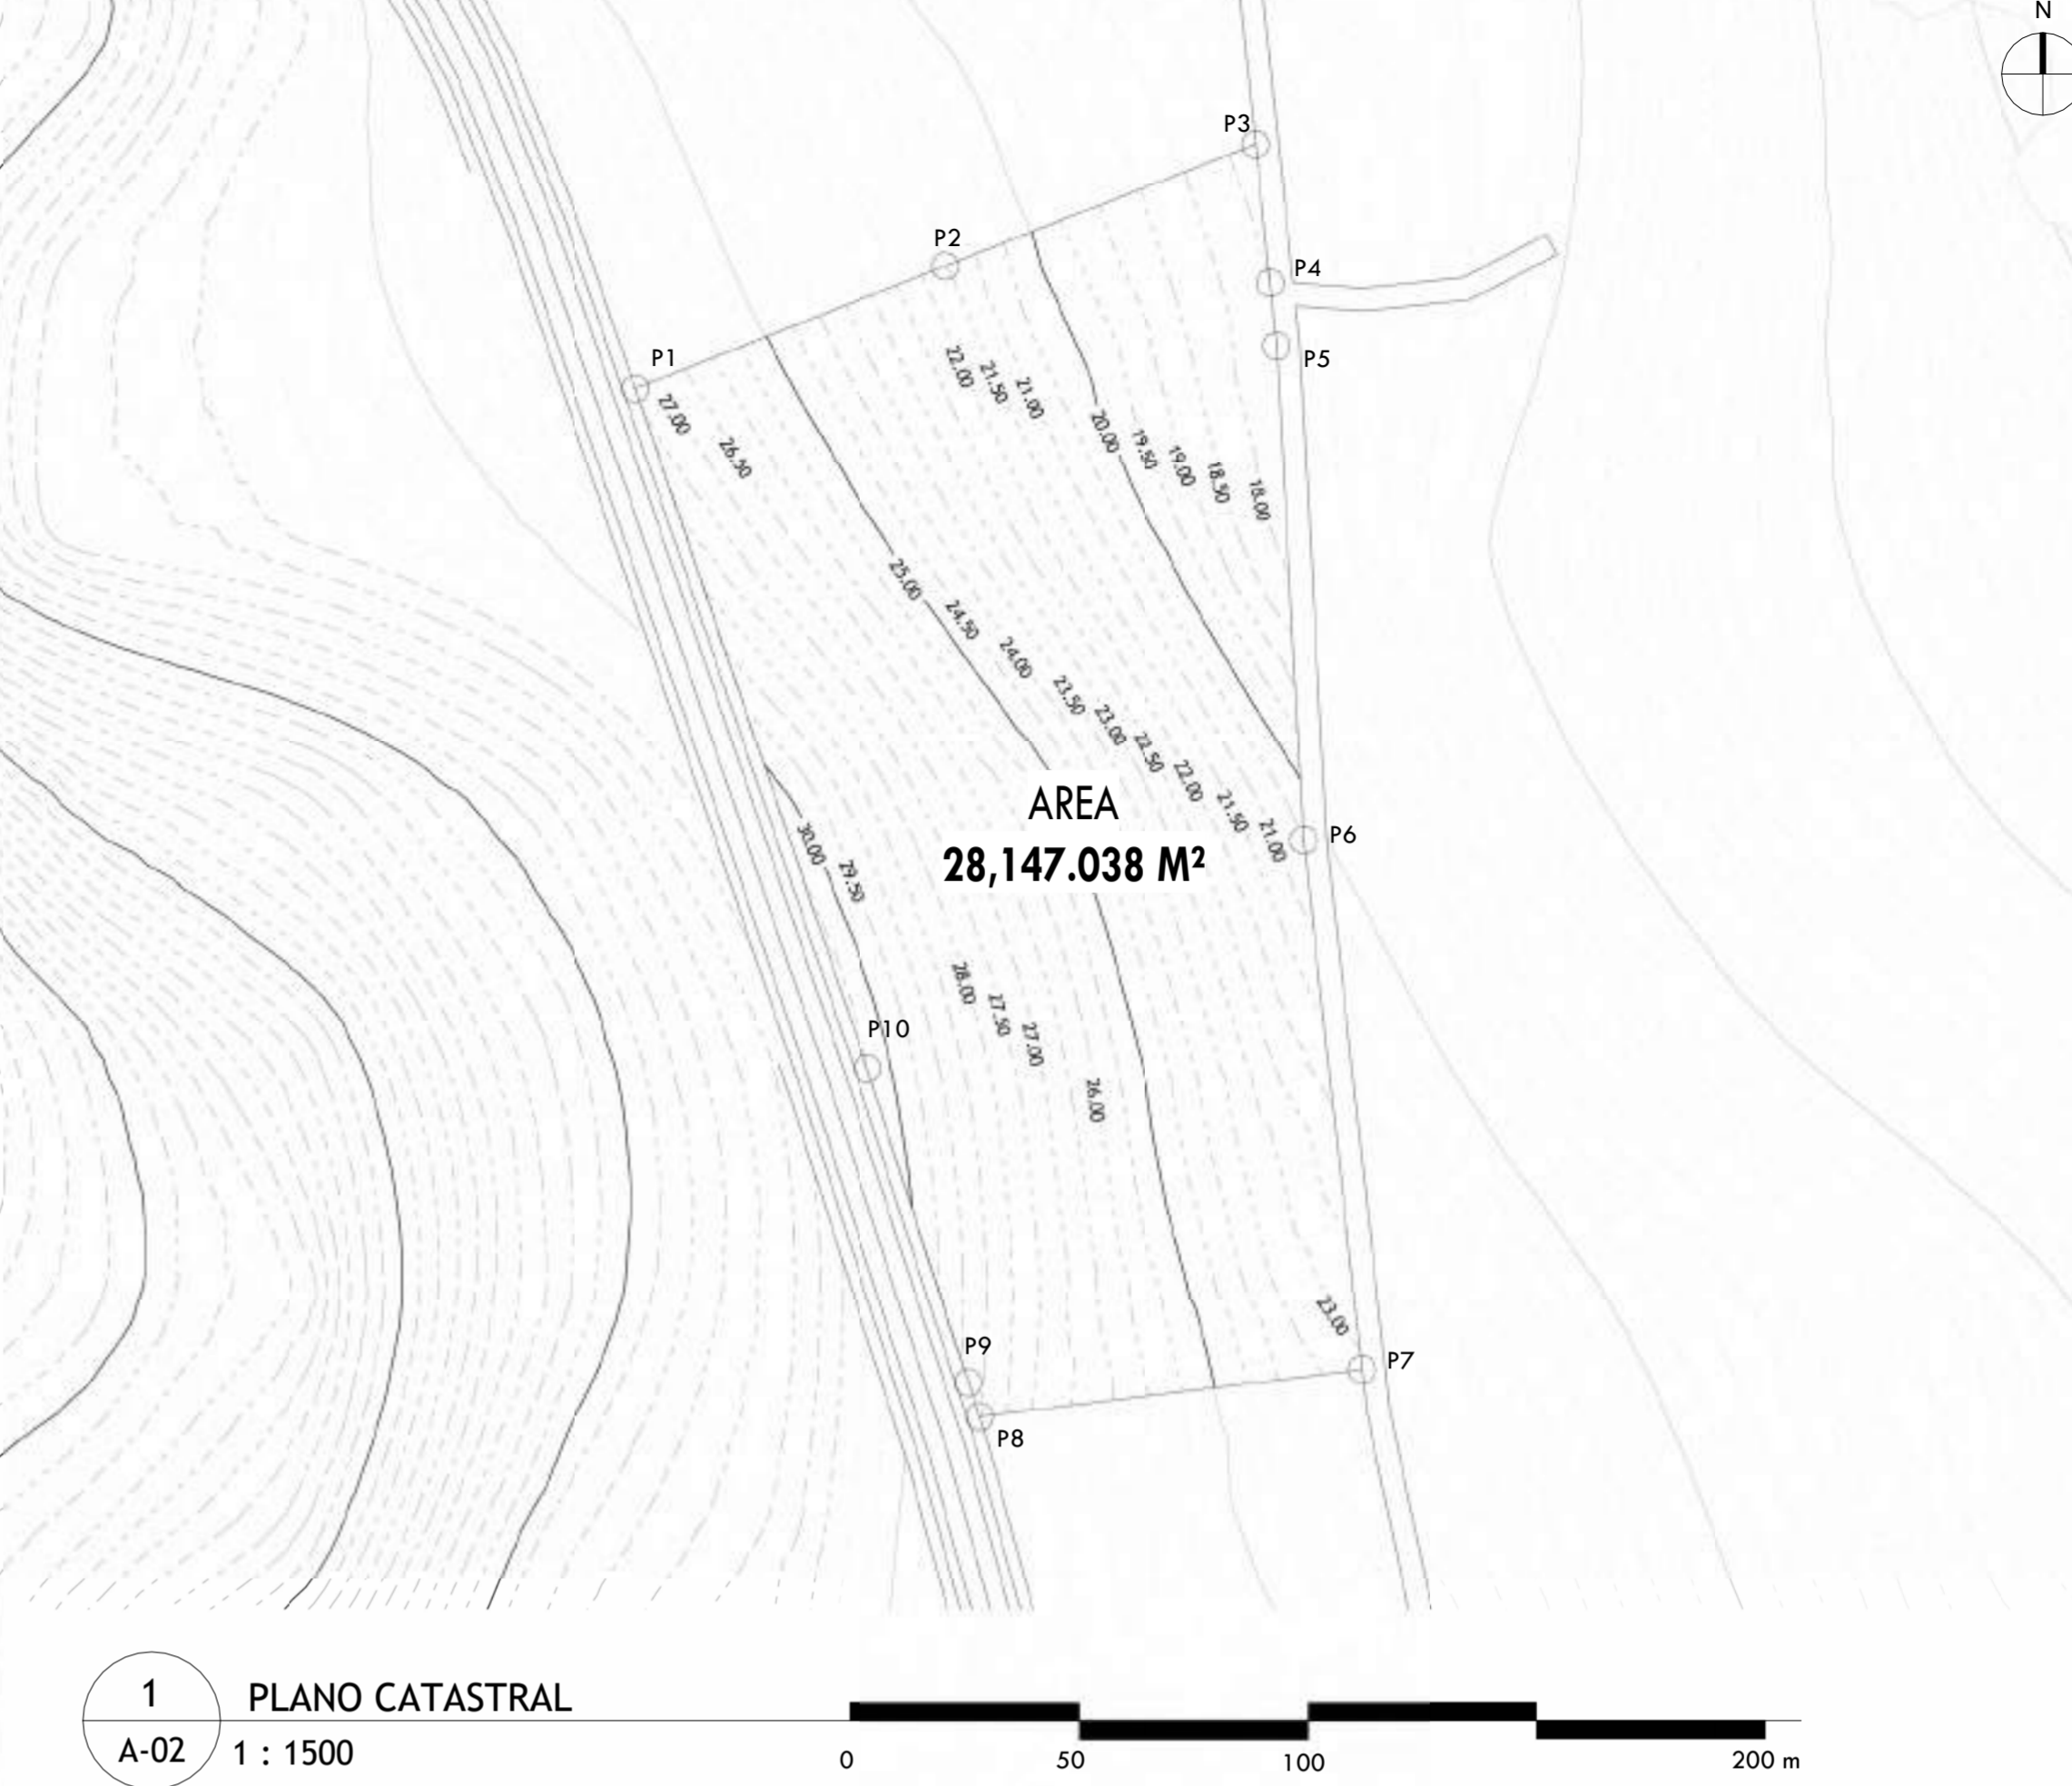 N
P3
P2
P4
P1
P5
22.00
21.50
21.00
27.00
26.50
20.00
19.50
19.00
18.50
18.00
25.00
24.50
24.00
23.50
23.00
22.50
22.00
21.50
21.00
P6
AREA
28,147.038 M²
30.00
29.50
28.00
27.50
27.00
26.00
P10
23.00
P9
P7
P8
1
PLANO CATASTRAL
A-02
1 : 1500
0 50 100 200 m